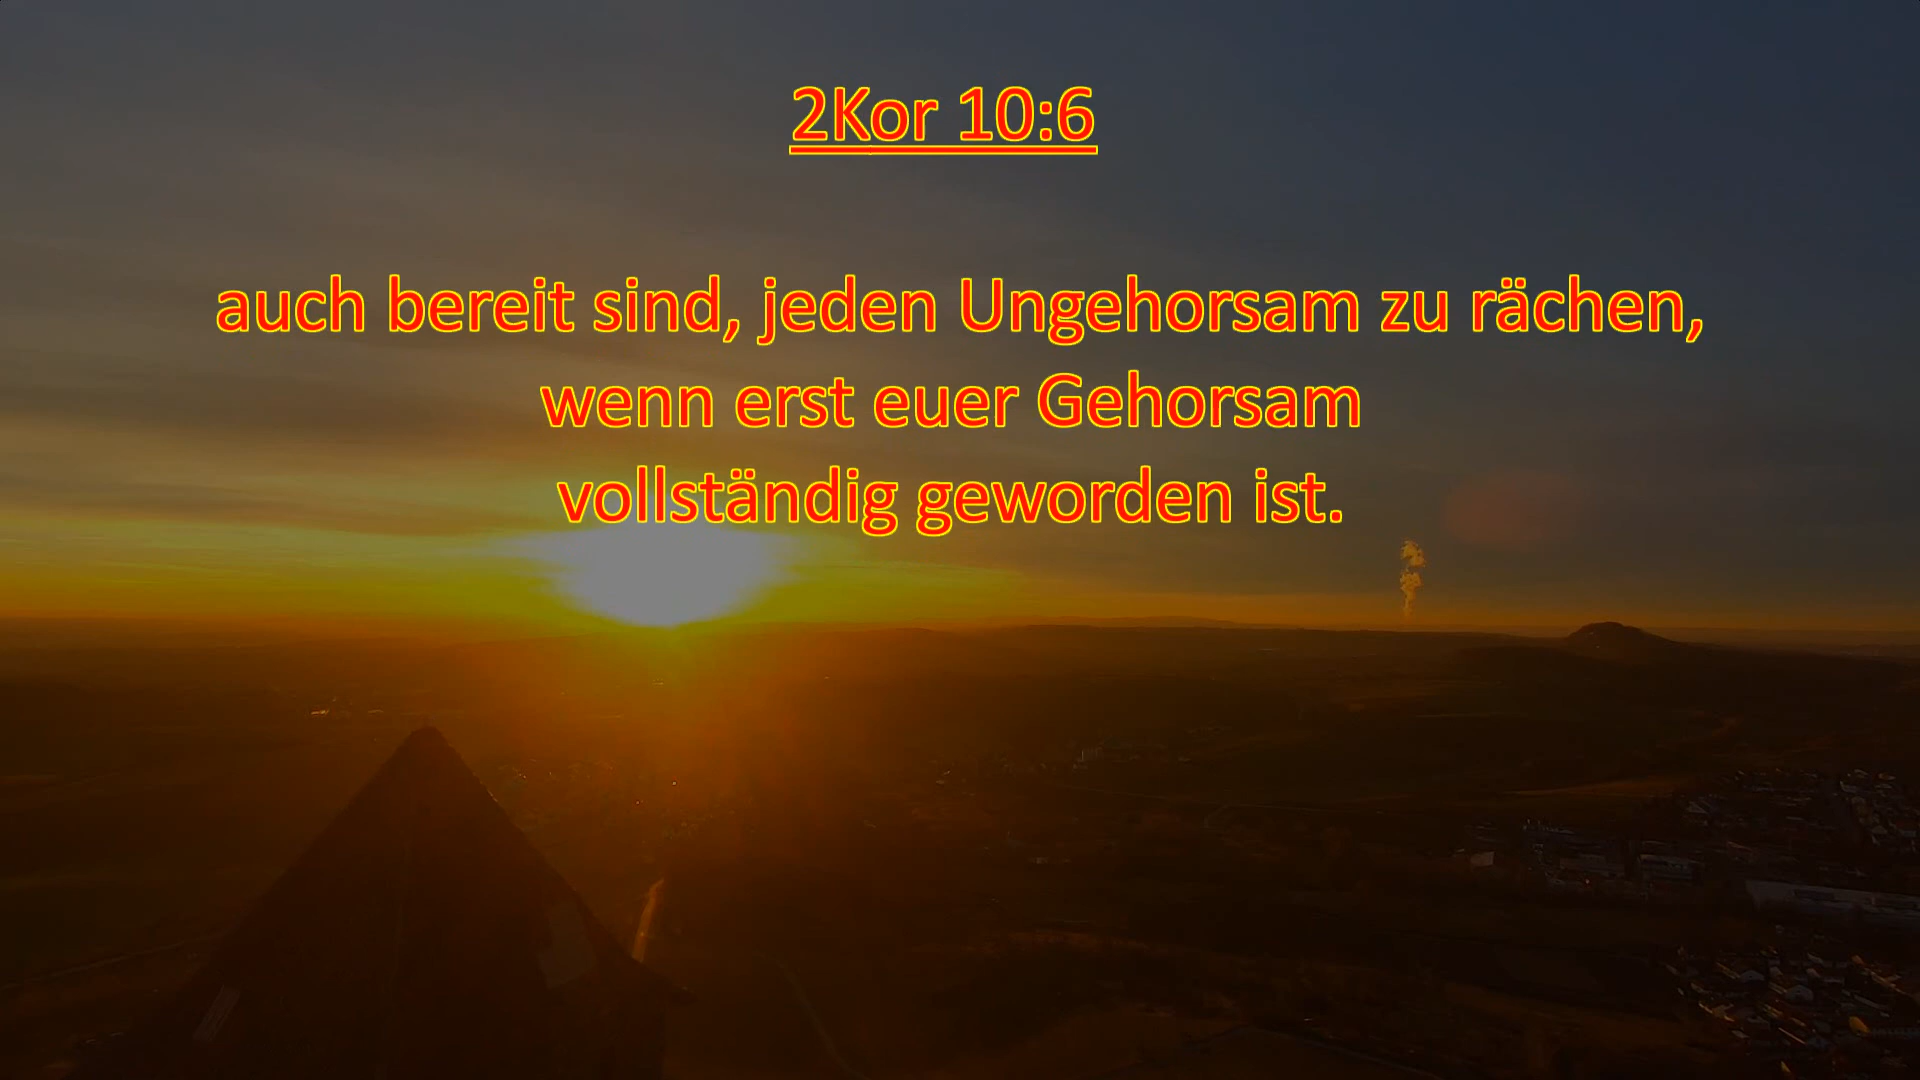 2Kor 10:6
auch bereit sind, jeden Ungehorsam zu rächen,
wenn erst euer Gehorsam
vollständig geworden ist.